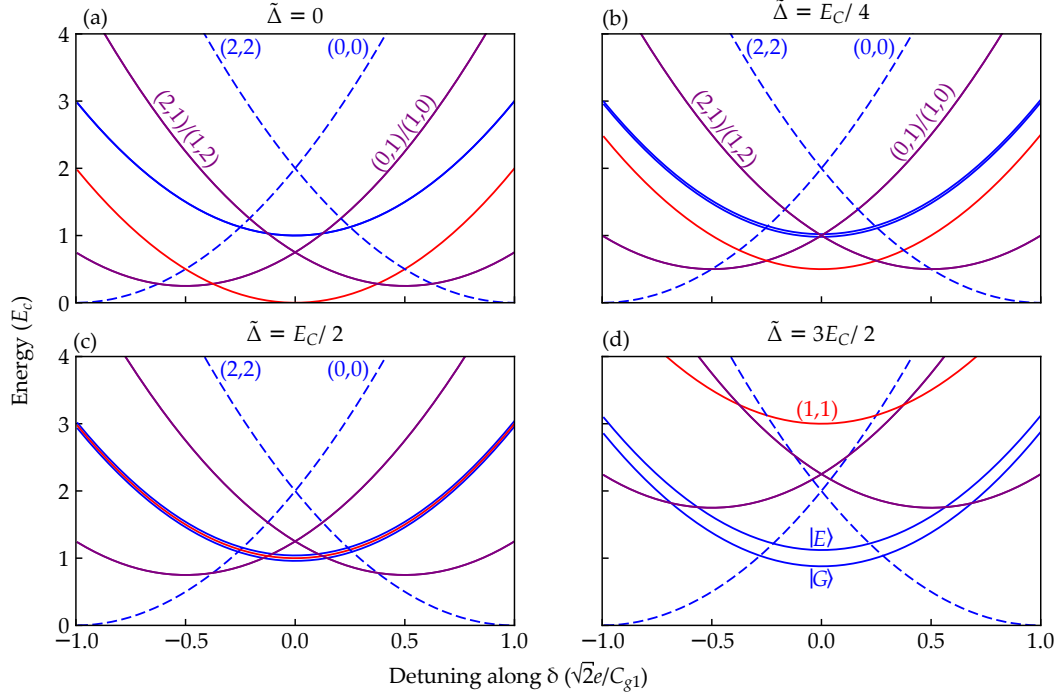 (a)
Δ̃ = 0
(b)
Δ̃ = E_C / 4
4
3
2
1
0
(2,2)
(0,0)
(2,1)/(1,2)
(0,1)/(1,0)
(2,2)
(0,0)
(2,1)/(1,2)
(0,1)/(1,0)
Energy (E_c)
(c)
Δ̃ = E_C / 2
(d)
Δ̃ = 3E_C / 2
4
3
2
1
0
(2,2)
(0,0)
(1,1)
|E⟩
|G⟩
−1.0
−0.5
0.0
0.5
1.0
−1.0
−0.5
0.0
0.5
1.0
Detuning along δ (√2e/C_g1)